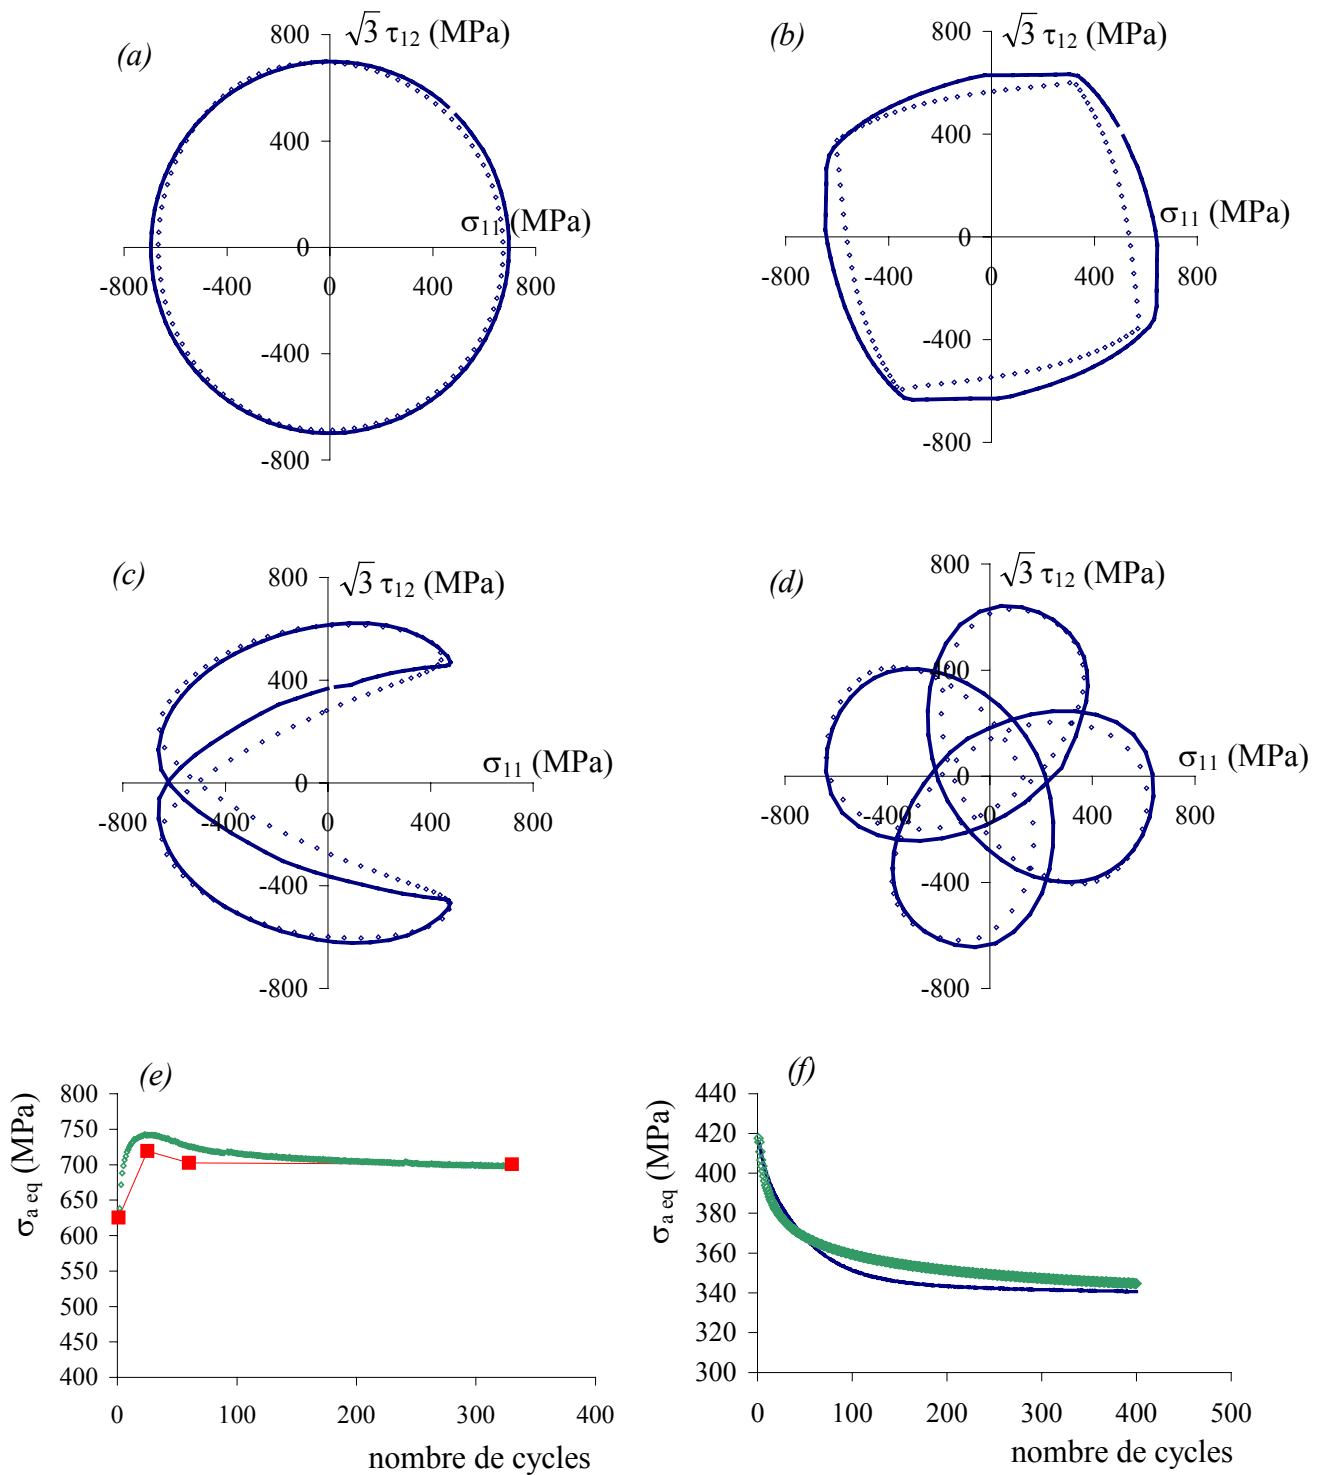 (a)
√3 τ12 (MPa)
800
400
σ11 (MPa)
0
-800 -400 0 400 800
-400
-800
(b)
√3 τ12 (MPa)
800
400
σ11 (MPa)
0
-800 -400 0 400 800
-400
-800
(c)
√3 τ12 (MPa)
800
400
σ11 (MPa)
0
-800 -400 0 400 800
-400
-800
(d)
√3 τ12 (MPa)
800
400
σ11 (MPa)
0
-800 -400 0 400 800
-400
-800
(e)
σa eq (MPa)
800
750
700
650
600
550
500
450
400
0 100 200 300 400
nombre de cycles
(f)
σa eq (MPa)
440
420
400
380
360
340
320
300
0 100 200 300 400 500
nombre de cycles